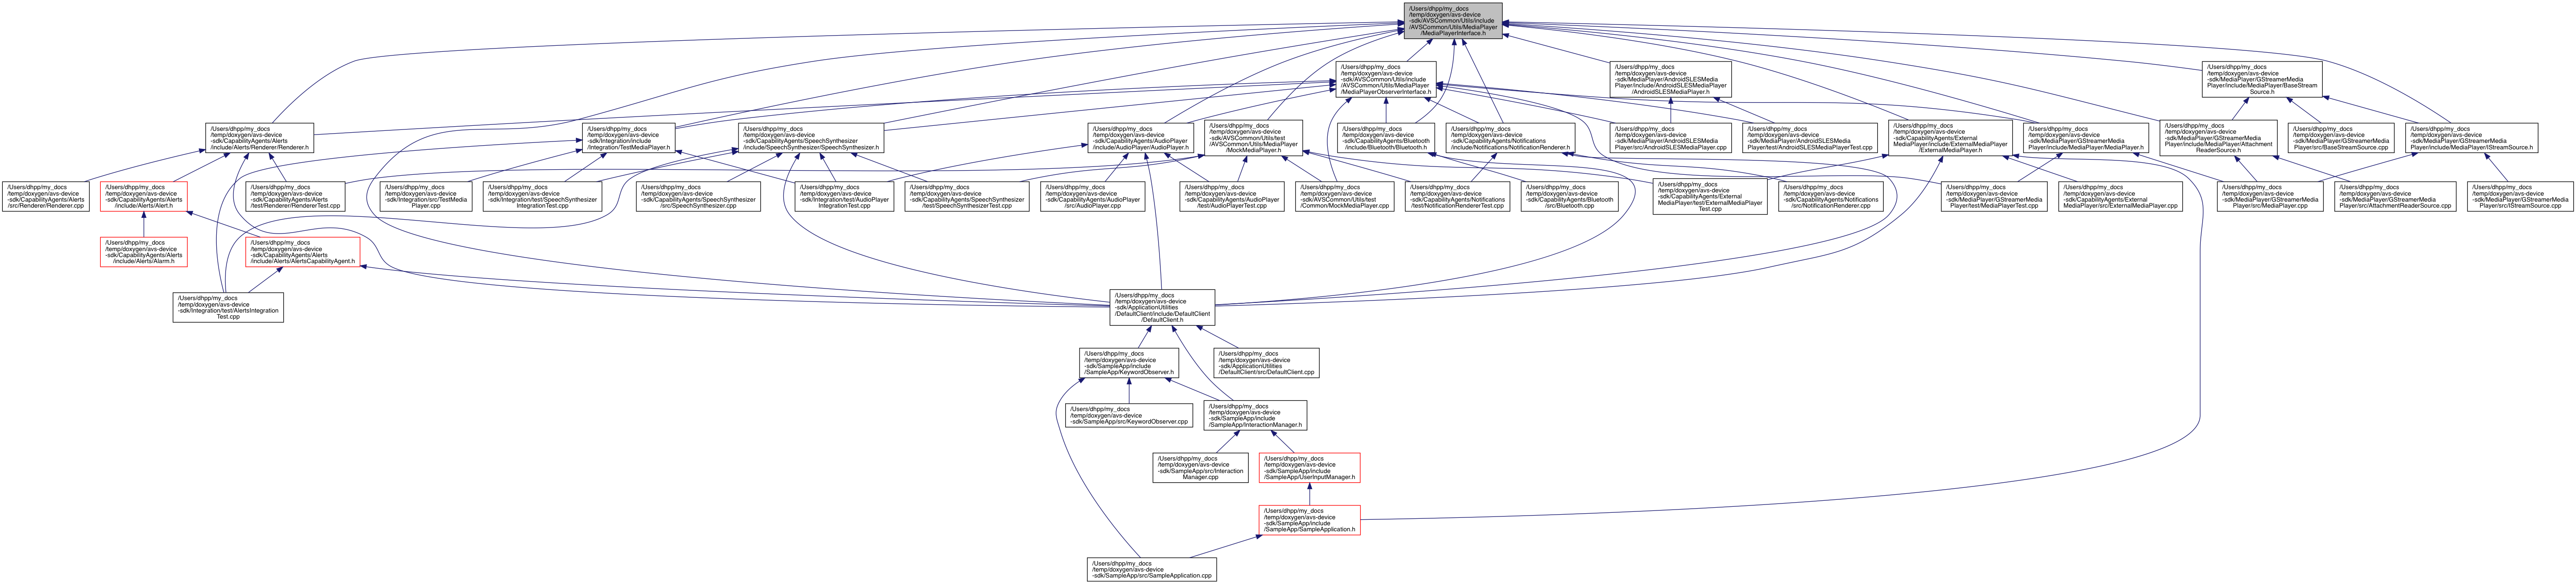 /Users/dhpp/my_docs
/temp/doxygen/avs-device
-sdk/AVSCommon/Utils/include
/AVSCommon/Utils/MediaPlayer
/MediaPlayerInterface.h
/Users/dhpp/my_docs
/temp/doxygen/avs-device
-sdk/AVSCommon/Utils/include
/AVSCommon/Utils/MediaPlayer
/MediaPlayerObserverInterface.h
/Users/dhpp/my_docs
/temp/doxygen/avs-device
-sdk/MediaPlayer/AndroidSLESMedia
Player/include/AndroidSLESMediaPlayer
/AndroidSLESMediaPlayer.h
/Users/dhpp/my_docs
/temp/doxygen/avs-device
-sdk/MediaPlayer/GStreamerMedia
Player/include/MediaPlayer/BaseStream
Source.h
/Users/dhpp/my_docs
/temp/doxygen/avs-device
-sdk/CapabilityAgents/Alerts
/include/Alerts/Renderer/Renderer.h
/Users/dhpp/my_docs
/temp/doxygen/avs-device
-sdk/Integration/include
/Integration/TestMediaPlayer.h
/Users/dhpp/my_docs
/temp/doxygen/avs-device
-sdk/CapabilityAgents/SpeechSynthesizer
/include/SpeechSynthesizer/SpeechSynthesizer.h
/Users/dhpp/my_docs
/temp/doxygen/avs-device
-sdk/CapabilityAgents/AudioPlayer
/include/AudioPlayer/AudioPlayer.h
/Users/dhpp/my_docs
/temp/doxygen/avs-device
-sdk/AVSCommon/Utils/test
/AVSCommon/Utils/MediaPlayer
/MockMediaPlayer.h
/Users/dhpp/my_docs
/temp/doxygen/avs-device
-sdk/CapabilityAgents/Bluetooth
/include/Bluetooth/Bluetooth.h
/Users/dhpp/my_docs
/temp/doxygen/avs-device
-sdk/CapabilityAgents/Notifications
/include/Notifications/NotificationRenderer.h
/Users/dhpp/my_docs
/temp/doxygen/avs-device
-sdk/MediaPlayer/AndroidSLESMedia
Player/src/AndroidSLESMediaPlayer.cpp
/Users/dhpp/my_docs
/temp/doxygen/avs-device
-sdk/MediaPlayer/AndroidSLESMedia
Player/test/AndroidSLESMediaPlayerTest.cpp
/Users/dhpp/my_docs
/temp/doxygen/avs-device
-sdk/CapabilityAgents/External
MediaPlayer/include/ExternalMediaPlayer
/ExternalMediaPlayer.h
/Users/dhpp/my_docs
/temp/doxygen/avs-device
-sdk/MediaPlayer/GStreamerMedia
Player/include/MediaPlayer/MediaPlayer.h
/Users/dhpp/my_docs
/temp/doxygen/avs-device
-sdk/MediaPlayer/GStreamerMedia
Player/include/MediaPlayer/Attachment
ReaderSource.h
/Users/dhpp/my_docs
/temp/doxygen/avs-device
-sdk/MediaPlayer/GStreamerMedia
Player/src/BaseStreamSource.cpp
/Users/dhpp/my_docs
/temp/doxygen/avs-device
-sdk/MediaPlayer/GStreamerMedia
Player/include/MediaPlayer/IStreamSource.h
/Users/dhpp/my_docs
/temp/doxygen/avs-device
-sdk/CapabilityAgents/Alerts
/src/Renderer/Renderer.cpp
/Users/dhpp/my_docs
/temp/doxygen/avs-device
-sdk/CapabilityAgents/Alerts
/include/Alerts/Alert.h
/Users/dhpp/my_docs
/temp/doxygen/avs-device
-sdk/CapabilityAgents/Alerts
/test/Renderer/RendererTest.cpp
/Users/dhpp/my_docs
/temp/doxygen/avs-device
-sdk/Integration/src/TestMedia
Player.cpp
/Users/dhpp/my_docs
/temp/doxygen/avs-device
-sdk/Integration/test/SpeechSynthesizer
IntegrationTest.cpp
/Users/dhpp/my_docs
/temp/doxygen/avs-device
-sdk/CapabilityAgents/SpeechSynthesizer
/src/SpeechSynthesizer.cpp
/Users/dhpp/my_docs
/temp/doxygen/avs-device
-sdk/Integration/test/AudioPlayer
IntegrationTest.cpp
/Users/dhpp/my_docs
/temp/doxygen/avs-device
-sdk/CapabilityAgents/SpeechSynthesizer
/test/SpeechSynthesizerTest.cpp
/Users/dhpp/my_docs
/temp/doxygen/avs-device
-sdk/CapabilityAgents/AudioPlayer
/src/AudioPlayer.cpp
/Users/dhpp/my_docs
/temp/doxygen/avs-device
-sdk/CapabilityAgents/AudioPlayer
/test/AudioPlayerTest.cpp
/Users/dhpp/my_docs
/temp/doxygen/avs-device
-sdk/AVSCommon/Utils/test
/Common/MockMediaPlayer.cpp
/Users/dhpp/my_docs
/temp/doxygen/avs-device
-sdk/CapabilityAgents/Notifications
/test/NotificationRendererTest.cpp
/Users/dhpp/my_docs
/temp/doxygen/avs-device
-sdk/CapabilityAgents/Bluetooth
/src/Bluetooth.cpp
/Users/dhpp/my_docs
/temp/doxygen/avs-device
-sdk/CapabilityAgents/External
MediaPlayer/test/ExternalMediaPlayer
Test.cpp
/Users/dhpp/my_docs
/temp/doxygen/avs-device
-sdk/CapabilityAgents/Notifications
/src/NotificationRenderer.cpp
/Users/dhpp/my_docs
/temp/doxygen/avs-device
-sdk/MediaPlayer/GStreamerMedia
Player/test/MediaPlayerTest.cpp
/Users/dhpp/my_docs
/temp/doxygen/avs-device
-sdk/CapabilityAgents/External
MediaPlayer/src/ExternalMediaPlayer.cpp
/Users/dhpp/my_docs
/temp/doxygen/avs-device
-sdk/MediaPlayer/GStreamerMedia
Player/src/MediaPlayer.cpp
/Users/dhpp/my_docs
/temp/doxygen/avs-device
-sdk/MediaPlayer/GStreamerMedia
Player/src/AttachmentReaderSource.cpp
/Users/dhpp/my_docs
/temp/doxygen/avs-device
-sdk/MediaPlayer/GStreamerMedia
Player/src/IStreamSource.cpp
/Users/dhpp/my_docs
/temp/doxygen/avs-device
-sdk/CapabilityAgents/Alerts
/include/Alerts/Alarm.h
/Users/dhpp/my_docs
/temp/doxygen/avs-device
-sdk/CapabilityAgents/Alerts
/include/Alerts/AlertsCapabilityAgent.h
/Users/dhpp/my_docs
/temp/doxygen/avs-device
-sdk/Integration/test/AlertsIntegration
Test.cpp
/Users/dhpp/my_docs
/temp/doxygen/avs-device
-sdk/ApplicationUtilities
/DefaultClient/include/DefaultClient
/DefaultClient.h
/Users/dhpp/my_docs
/temp/doxygen/avs-device
-sdk/SampleApp/include
/SampleApp/KeywordObserver.h
/Users/dhpp/my_docs
/temp/doxygen/avs-device
-sdk/ApplicationUtilities
/DefaultClient/src/DefaultClient.cpp
/Users/dhpp/my_docs
/temp/doxygen/avs-device
-sdk/SampleApp/src/KeywordObserver.cpp
/Users/dhpp/my_docs
/temp/doxygen/avs-device
-sdk/SampleApp/include
/SampleApp/InteractionManager.h
/Users/dhpp/my_docs
/temp/doxygen/avs-device
-sdk/SampleApp/src/Interaction
Manager.cpp
/Users/dhpp/my_docs
/temp/doxygen/avs-device
-sdk/SampleApp/include
/SampleApp/UserInputManager.h
/Users/dhpp/my_docs
/temp/doxygen/avs-device
-sdk/SampleApp/include
/SampleApp/SampleApplication.h
/Users/dhpp/my_docs
/temp/doxygen/avs-device
-sdk/SampleApp/src/SampleApplication.cpp